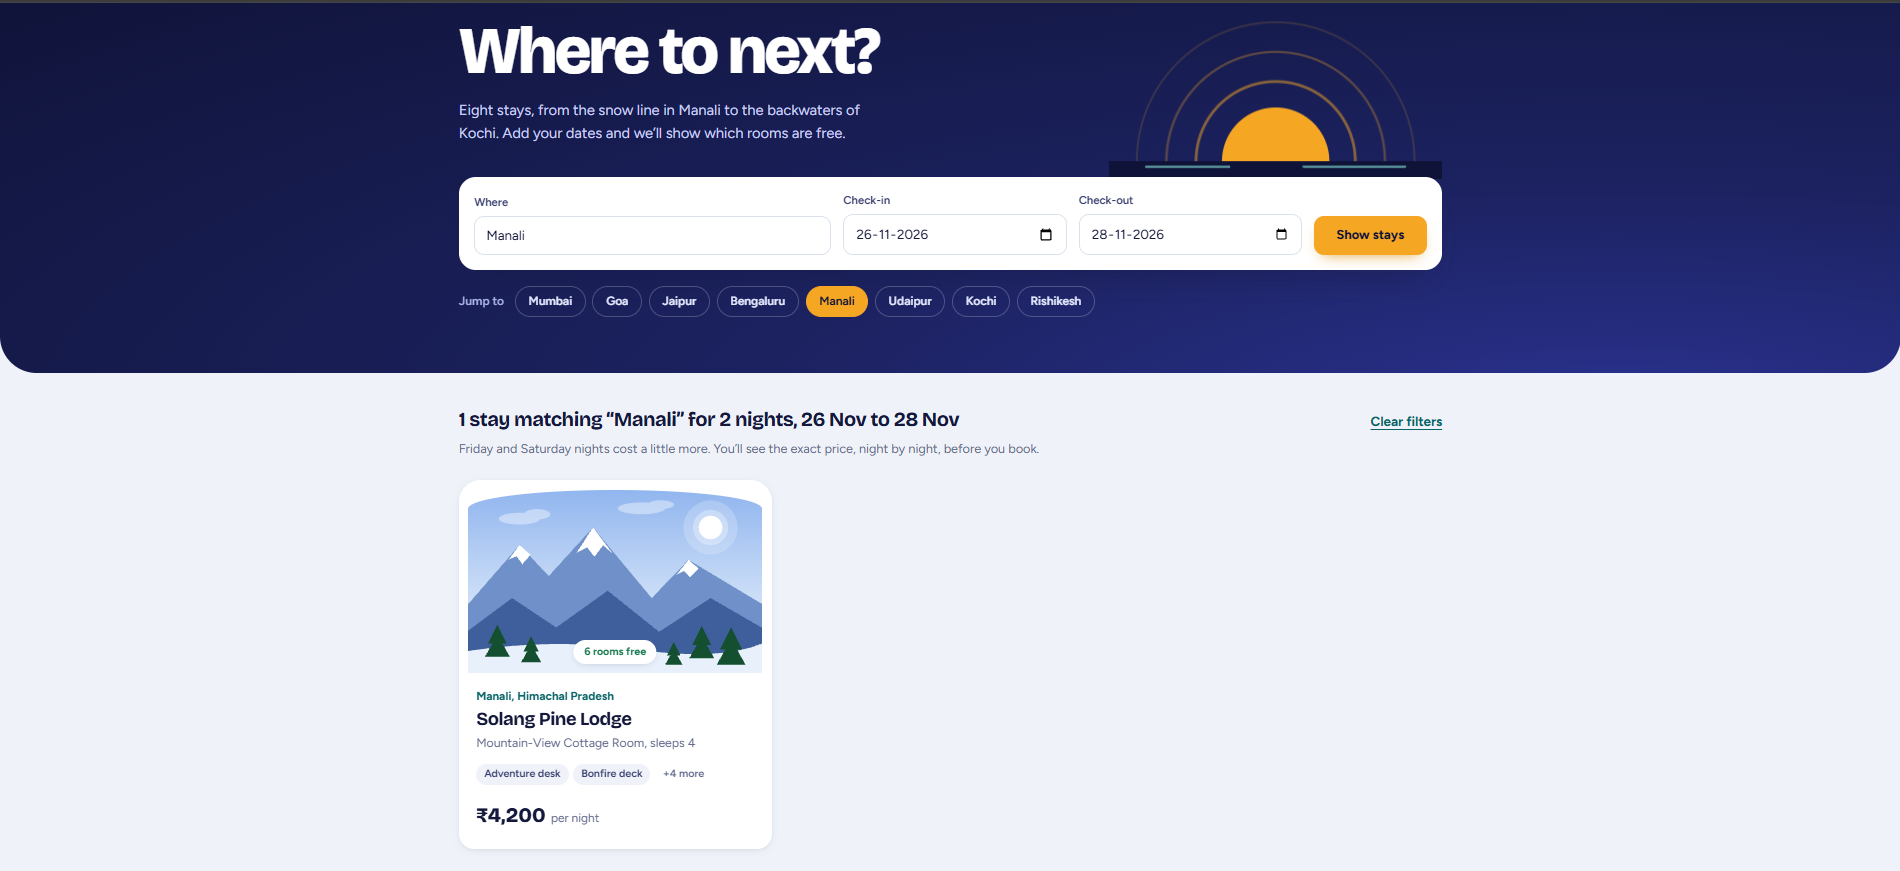 Where to next?
Eight stays, from the snow line in Manali to the backwaters of
Kochi. Add your dates and we’ll show which rooms are free.
Where
Check-in
Check-out
Manali
26-11-2026
28-11-2026
Show stays
Jump to Mumbai Goa Jaipur Bengaluru Manali Udaipur Kochi Rishikesh
1 stay matching “Manali” for 2 nights, 26 Nov to 28 Nov
Clear filters
Friday and Saturday nights cost a little more. You’ll see the exact price, night by night, before you book.
6 rooms free
Manali, Himachal Pradesh
Solang Pine Lodge
Mountain-View Cottage Room, sleeps 4
Adventure desk Bonfire deck +4 more
₹4,200 per night